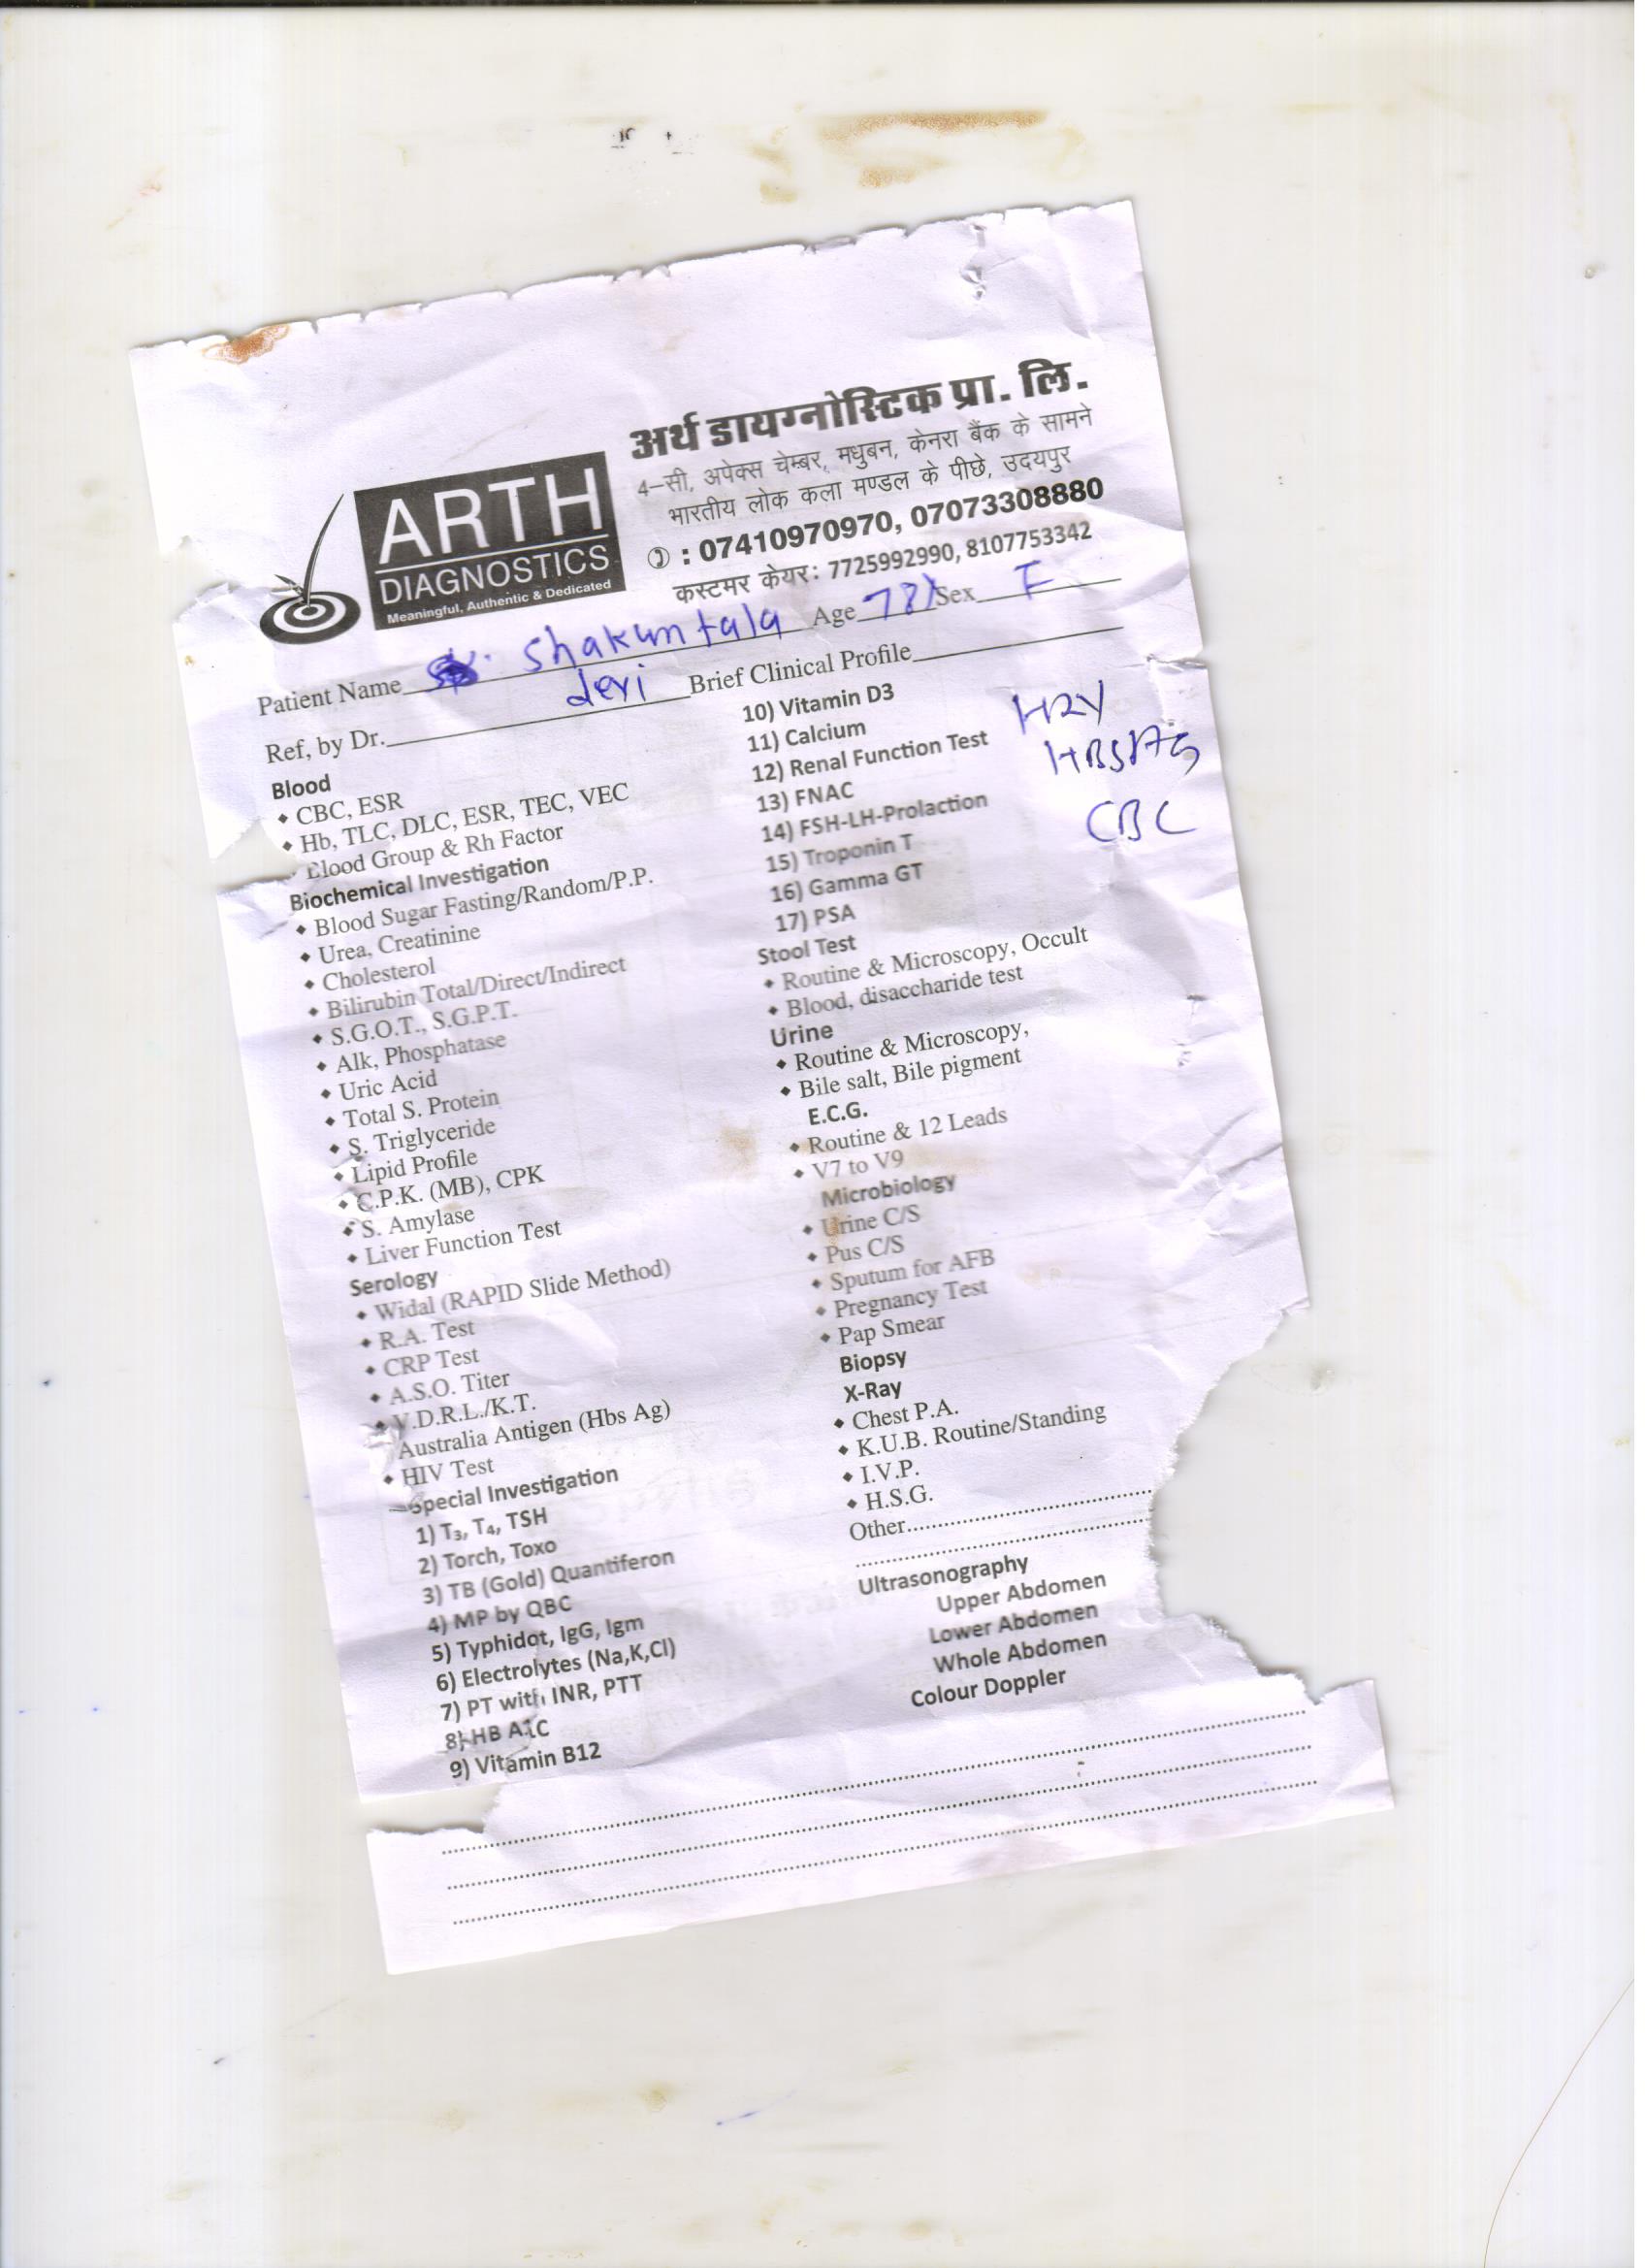 अर्थ डायग्नोस्टिक प्रा. लि.
4-सी, अपेक्स चेम्बर, मधुबन, केनरा बैंक के सामने
भारतीय लोक कला मण्डल के पीछे, उदयपुर
: 07410970970, 07073308880
कस्टमर केयर: 7725992990, 8107753342
ARTH
DIAGNOSTICS
Meaningful, Authentic & Dedicated
Patient Name Shakuntala Age 78 Sex F
devi
Ref, by Dr. Brief Clinical Profile
Blood
• CBC, ESR
• Hb, TLC, DLC, ESR, TEC, VEC
Blood Group & Rh Factor
Biochemical Investigation
• Blood Sugar Fasting/Random/P.P.
• Urea, Creatinine
• Cholesterol
• Bilirubin Total/Direct/Indirect
• S.G.O.T., S.G.P.T.
• Alk, Phosphatase
• Uric Acid
• Total S. Protein
• S. Triglyceride
• Lipid Profile
• C.P.K. (MB), CPK
• S. Amylase
• Liver Function Test
Serology
• Widal (RAPID Slide Method)
• R.A. Test
• CRP Test
• A.S.O. Titer
• V.D.R.L./K.T.
Australia Antigen (Hbs Ag)
• HIV Test
Special Investigation
1) T₃, T₄, TSH
2) Torch, Toxo
3) TB (Gold) Quantiferon
4) MP by QBC
5) Typhidot, IgG, Igm
6) Electrolytes (Na,K,Cl)
7) PT with INR, PTT
8) HB A1C
9) Vitamin B12
10) Vitamin D3
11) Calcium
12) Renal Function Test
13) FNAC
14) FSH-LH-Prolaction
15) Troponin T
16) Gamma GT
17) PSA
Stool Test
• Routine & Microscopy, Occult
• Blood, disaccharide test
Urine
• Routine & Microscopy,
• Bile salt, Bile pigment
E.C.G.
• Routine & 12 Leads
• V7 to V9
Microbiology
• Urine C/S
• Pus C/S
• Sputum for AFB
• Pregnancy Test
• Pap Smear
Biopsy
X-Ray
• Chest P.A.
• K.U.B. Routine/Standing
• I.V.P.
• H.S.G.
Other
Ultrasonography
Upper Abdomen
Lower Abdomen
Whole Abdomen
Colour Doppler
HBSAG
CBC